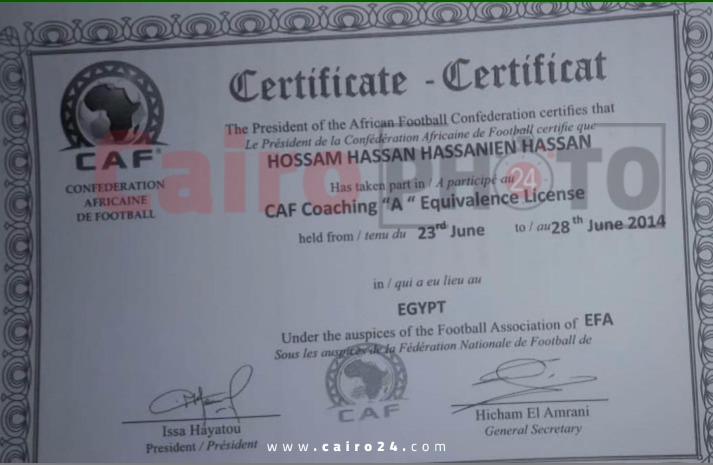 Certificate - Certificat
The President of the African Football Confederation certifies that
Le Président de la Confédération Africaine de Football certifie que
HOSSAM HASSAN HASSANIEN HASSAN
CAF
CONFEDERATION
AFRICAINE
DE FOOTBALL
Cairo PHOTO
24
Has taken part in / A participé au
CAF Coaching "A" Equivalence License
held from / tenu du 23rd June to / au 28th June 2014
in / qui a eu lieu au
EGYPT
Under the auspices of the Football Association of EFA
Sous les auspices de la Fédération Nationale de Football de
CAF
Issa Hayatou
President / Président
Hicham El Amrani
General Secretary
www.cairo24.com